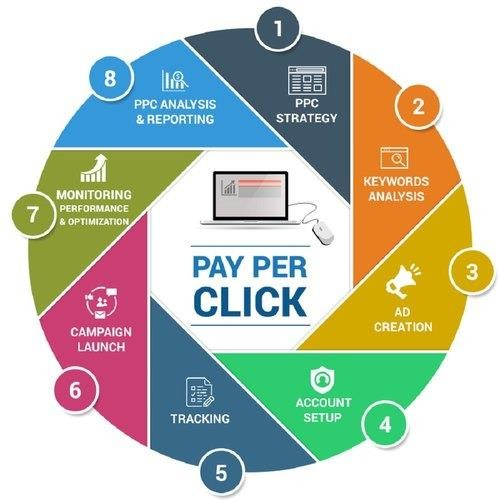 PAY PER
CLICK
1
PPC
STRATEGY
2
KEYWORDS
ANALYSIS
3
AD
CREATION
4
ACCOUNT
SETUP
5
TRACKING
6
CAMPAIGN
LAUNCH
7
MONITORING
PERFORMANCE
& OPTIMIZATION
8
PPC ANALYSIS
& REPORTING